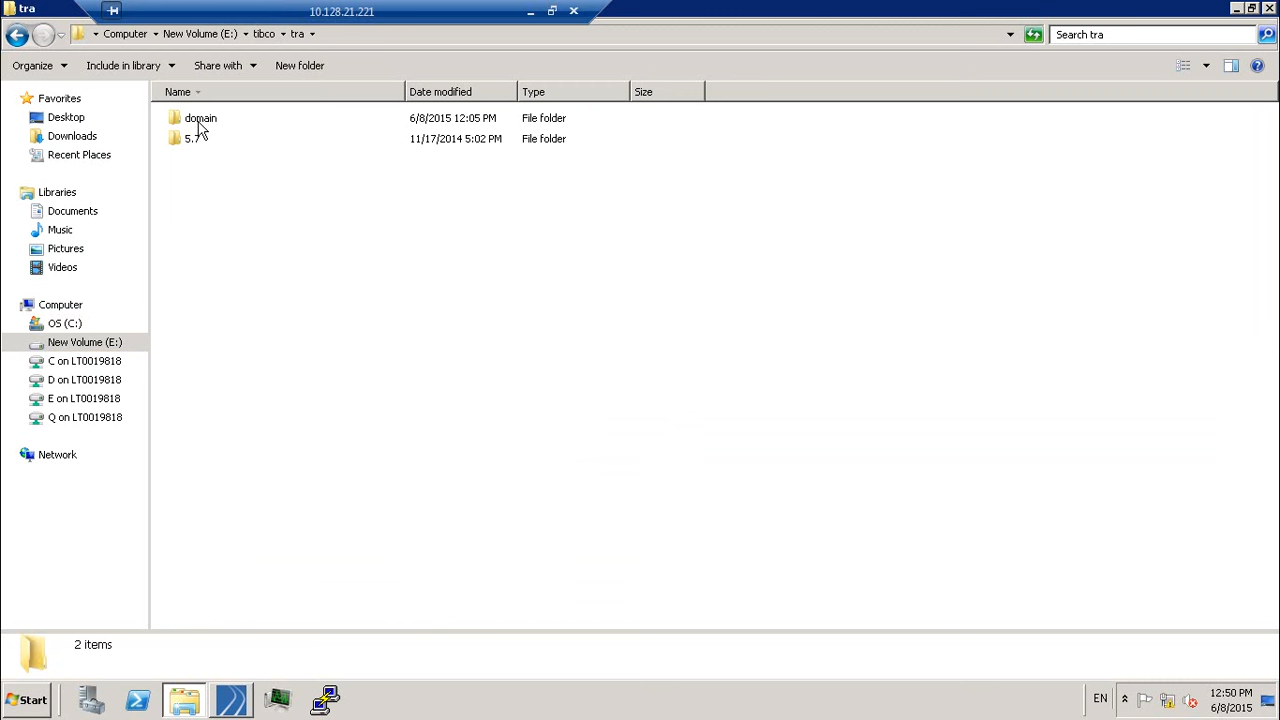 tra
10.128.21.221
Computer New Volume (E:) tibco tra
Search tra
Organize Include in library Share with New folder
Name Date modified Type Size
domain 6/8/2015 12:05 PM File folder
5.7 11/17/2014 5:02 PM File folder
Favorites
Desktop
Downloads
Recent Places
Libraries
Documents
Music
Pictures
Videos
Computer
OS (C:)
New Volume (E:)
C on LT0019818
D on LT0019818
E on LT0019818
Q on LT0019818
Network
2 items
Start
EN
12:50 PM
6/8/2015